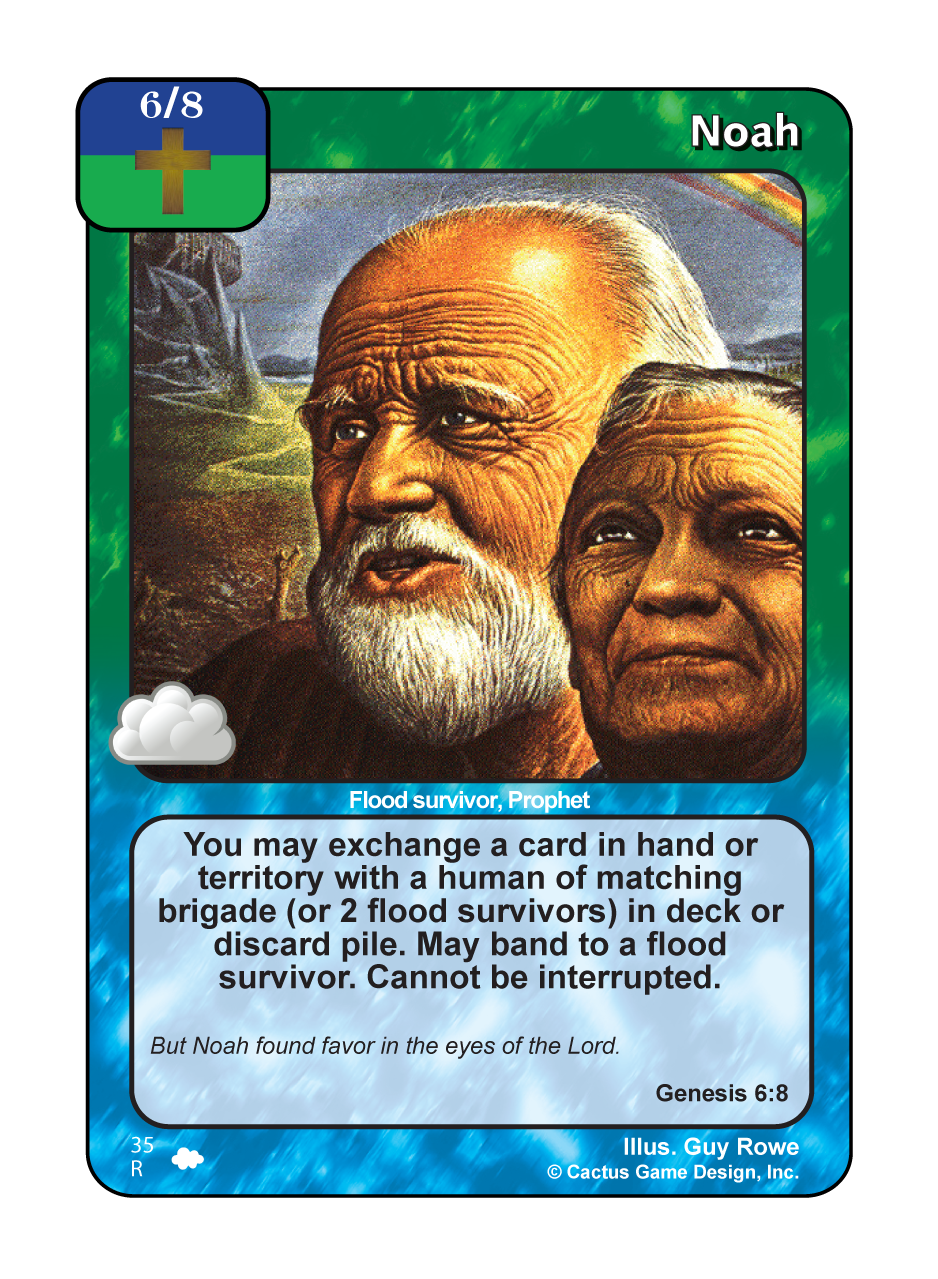 6/8
Noah
Flood survivor, Prophet
You may exchange a card in hand or
territory with a human of matching
brigade (or 2 flood survivors) in deck or
discard pile. May band to a flood
survivor. Cannot be interrupted.
But Noah found favor in the eyes of the Lord.
Genesis 6:8
35
R
Illus. Guy Rowe
© Cactus Game Design, Inc.